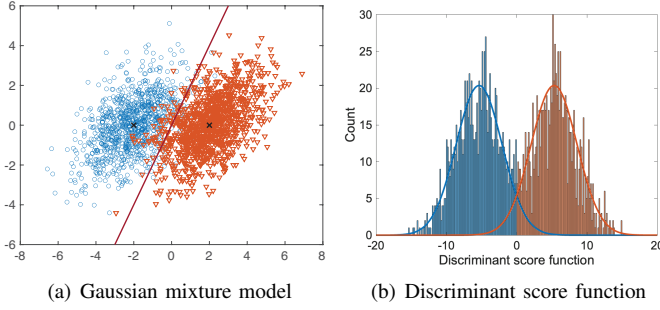 6
4
2
0
-2
-4
-6
-8 -6 -4 -2 0 2 4 6 8
(a) Gaussian mixture model
30
25
20
15
10
5
0
Count
-20 -10 0 10 20
Discriminant score function
(b) Discriminant score function